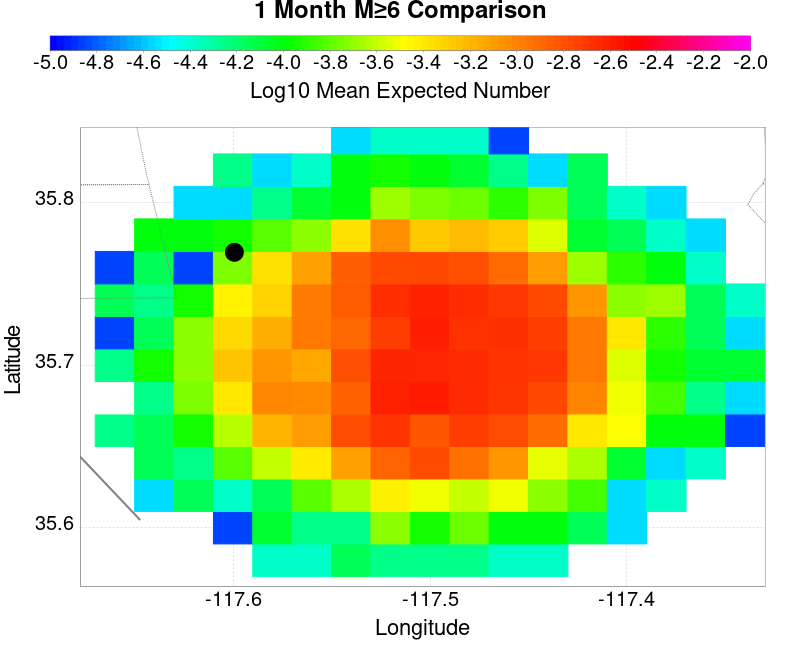 1 Month M≥6 Comparison
-5.0 -4.8 -4.6 -4.4 -4.2 -4.0 -3.8 -3.6 -3.4 -3.2 -3.0 -2.8 -2.6 -2.4 -2.2 -2.0
Log10 Mean Expected Number
35.8
35.7
35.6
Latitude
-117.6 -117.5 -117.4
Longitude